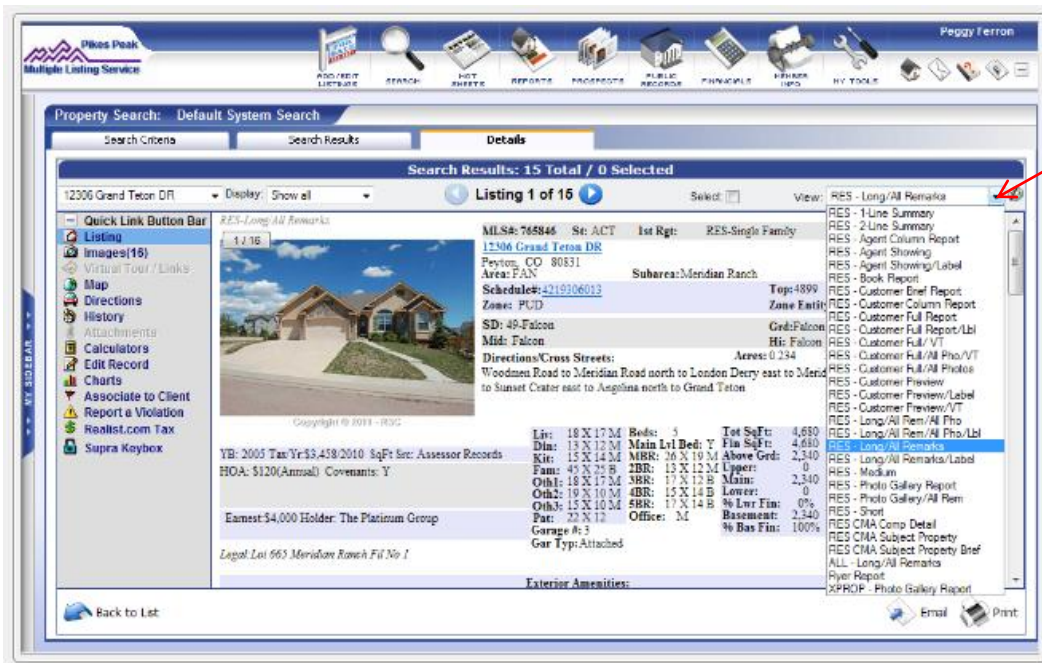 Pikes Peak
Multiple Listing Service
Peggy Ferron
ADD/EDIT LISTINGS
SEARCH
HOT SHEETS
REPORTS
PROSPECTS
PUBLIC RECORDS
FINANCIALS
MEMBER INFO
MY TOOLS
Property Search: Default System Search
Search Criteria
Search Results
Details
Search Results: 15 Total / 0 Selected
12306 Grand Teton DR
Display: Show all
Listing 1 of 15
Select:
View: RES - Long/All Remarks
MY SIDEBAR
Quick Link Button Bar
Listing
Images(16)
Virtual Tour / Links
Map
Directions
History
Attachments
Calculators
Edit Record
Charts
Associate to Client
Report a Violation
Realist.com Tax
Supra Keybox
RES-Long/All Remarks
1 / 16
Copyright © 2011 - RSC
MLS#: 765846 St: ACT 1st Rgt: RES-Single Family
12306 Grand Teton DR
Peyton, CO 80831
Area: FAN Subarea: Meridian Ranch
Schedule#: 4219306013 Top: 4899
Zone: PUD Zone Entity
SD: 49-Falcon Grd: Falcon
Mid: Falcon Hi: Falcon
Directions/Cross Streets: Acres: 0.234
Woodmen Road to Meridian Road north to London Derry east to Merid
to Sunset Crater east to Angelina north to Grand Teton
YB: 2005 Tax/Yr: $3,458/2010 SqFt Src: Assessor Records
HOA: $120(Annual) Covenants: Y
Earnest: $4,000 Holder: The Platinum Group
Legal: Lot 665 Meridian Ranch Fil No 1
Liv: 18 X 17 M Beds: 5 Tot SqFt: 4,680
Din: 13 X 12 M Main Lvl Bed: Y Fin SqFt: 4,680
Kit: 15 X 14 M MBR: 26 X 19 M Above Grd: 2,340
Fam: 45 X 25 B 2BR: 13 X 12 M Upper: 0
Oth1: 18 X 17 M 3BR: 17 X 12 B Main: 2,340
Oth2: 19 X 10 M 4BR: 15 X 14 B Lower: 0
Oth3: 15 X 10 M 5BR: 17 X 14 B % Lwr Fin: 0%
Pat: 22 X 12 Office: M Basement: 2,340
Garage #: 3 % Bas Fin: 100%
Gar Typ: Attached
Exterior Amenities:
RES - 1-Line Summary
RES - 2-Line Summary
RES - Agent Column Report
RES - Agent Showing
RES - Agent Showing/Label
RES - Book Report
RES - Customer Brief Report
RES - Customer Column Report
RES - Customer Full Report
RES - Customer Full Report/Lbl
RES - Customer Full/ VT
RES - Customer Full/All Pho/VT
RES - Customer Full/All Photos
RES - Customer Preview
RES - Customer Preview/Label
RES - Customer Preview/VT
RES - Long/All Rem/All Pho
RES - Long/All Rem/All Pho/Lbl
RES - Long/All Remarks
RES - Long/All Remarks/Label
RES - Medium
RES - Photo Gallery Report
RES - Photo Gallery/All Rem
RES - Short
RES CMA Comp Detail
RES CMA Subject Property
RES CMA Subject Property Brief
ALL - Long/All Remarks
Ryer Report
XPROP - Photo Gallery Report
Back to List
Email
Print